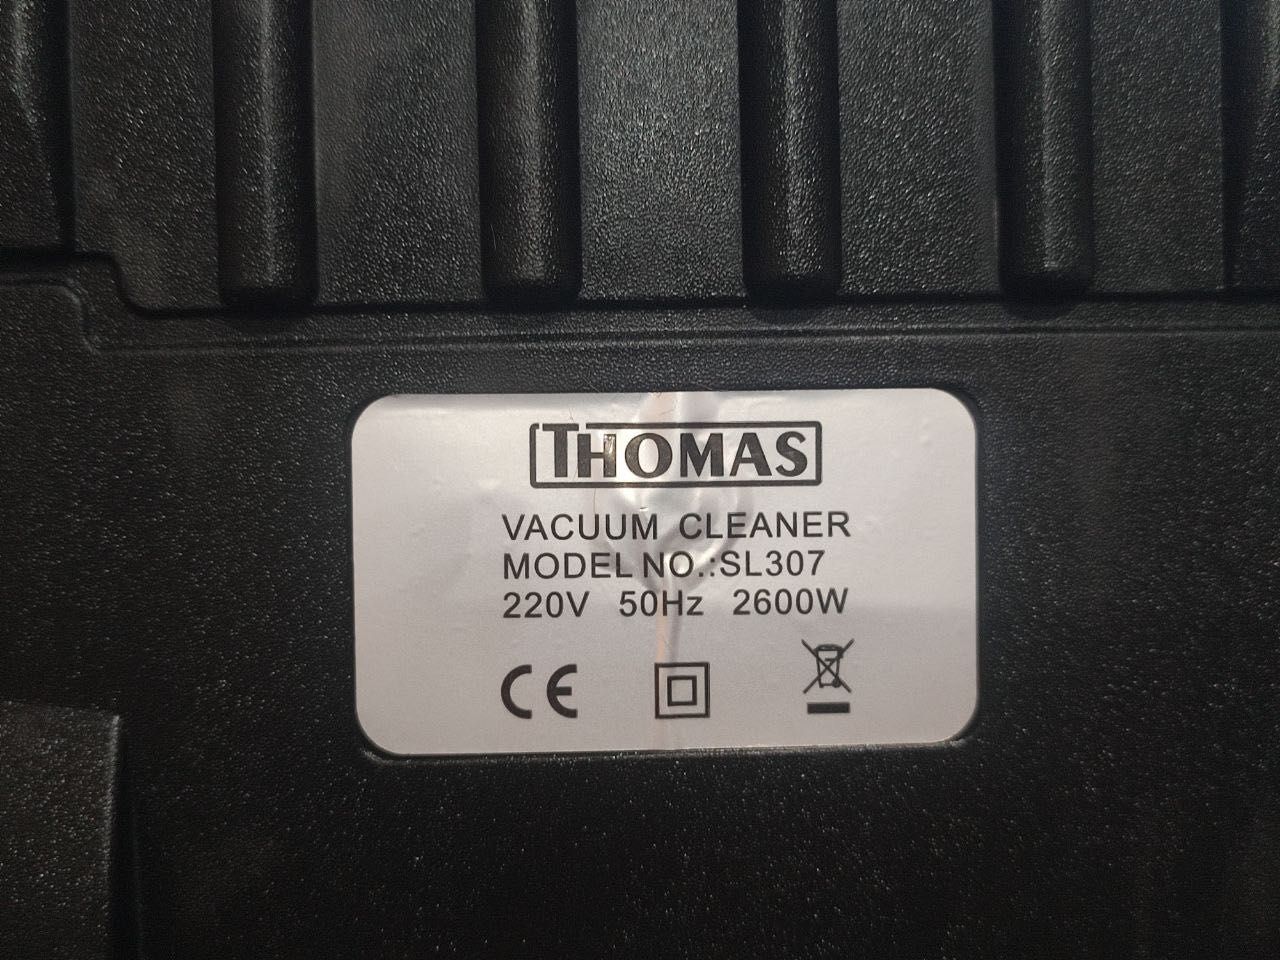 THOMAS
VACUUM CLEANER
MODEL NO.:SL307
220V 50Hz 2600W
CE